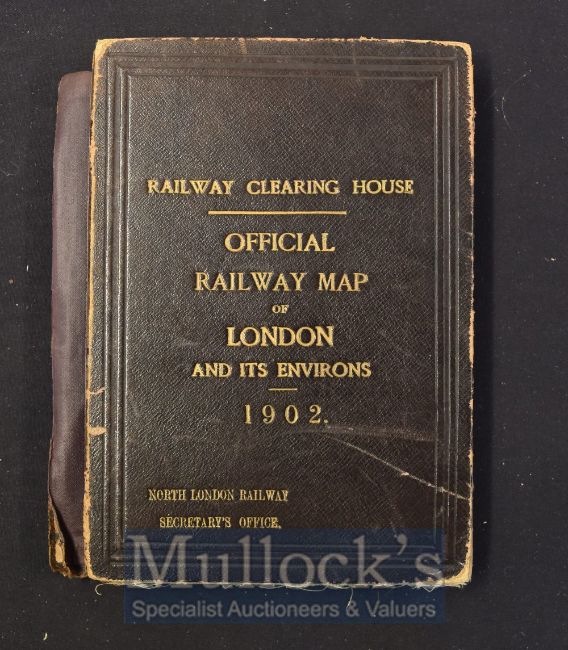 RAILWAY CLEARING HOUSE
OFFICIAL
RAILWAY MAP
OF
LONDON
AND ITS ENVIRONS
1902.
NORTH LONDON RAILWAY
SECRETARY'S OFFICE,
Mullock's
Specialist Auctioneers & Valuers